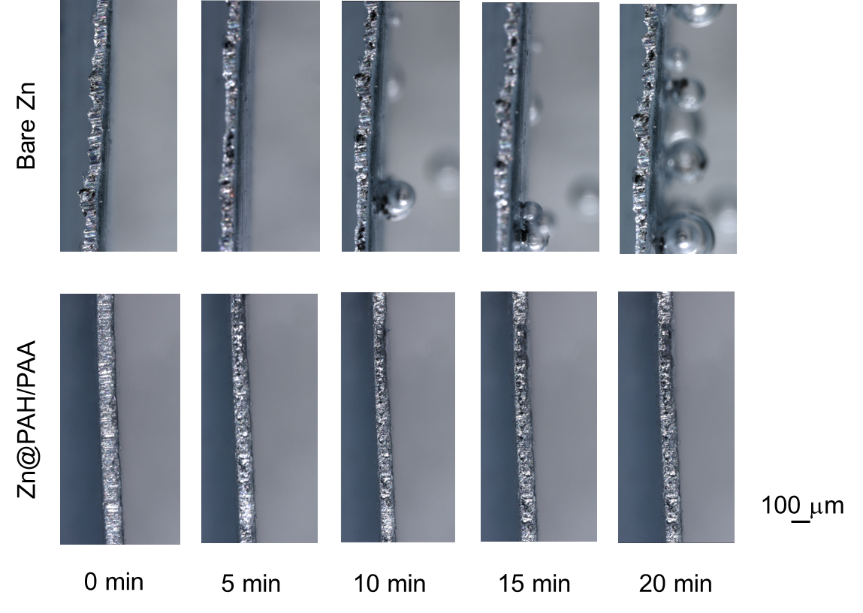 Bare Zn
Zn@PAH/PAA
100 μm
0 min
5 min
10 min
15 min
20 min